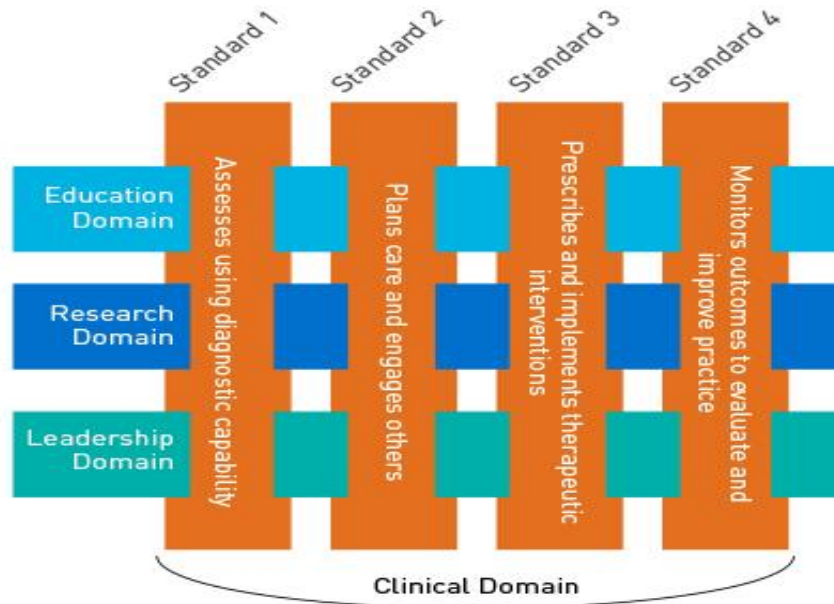 Standard 1
Standard 2
Standard 3
Standard 4
Education
Domain
Research
Domain
Leadership
Domain
Assesses using diagnostic capability
Plans care and engages others
Prescribes and implements therapeutic
interventions
Monitors outcomes to evaluate and
improve practice
Clinical Domain